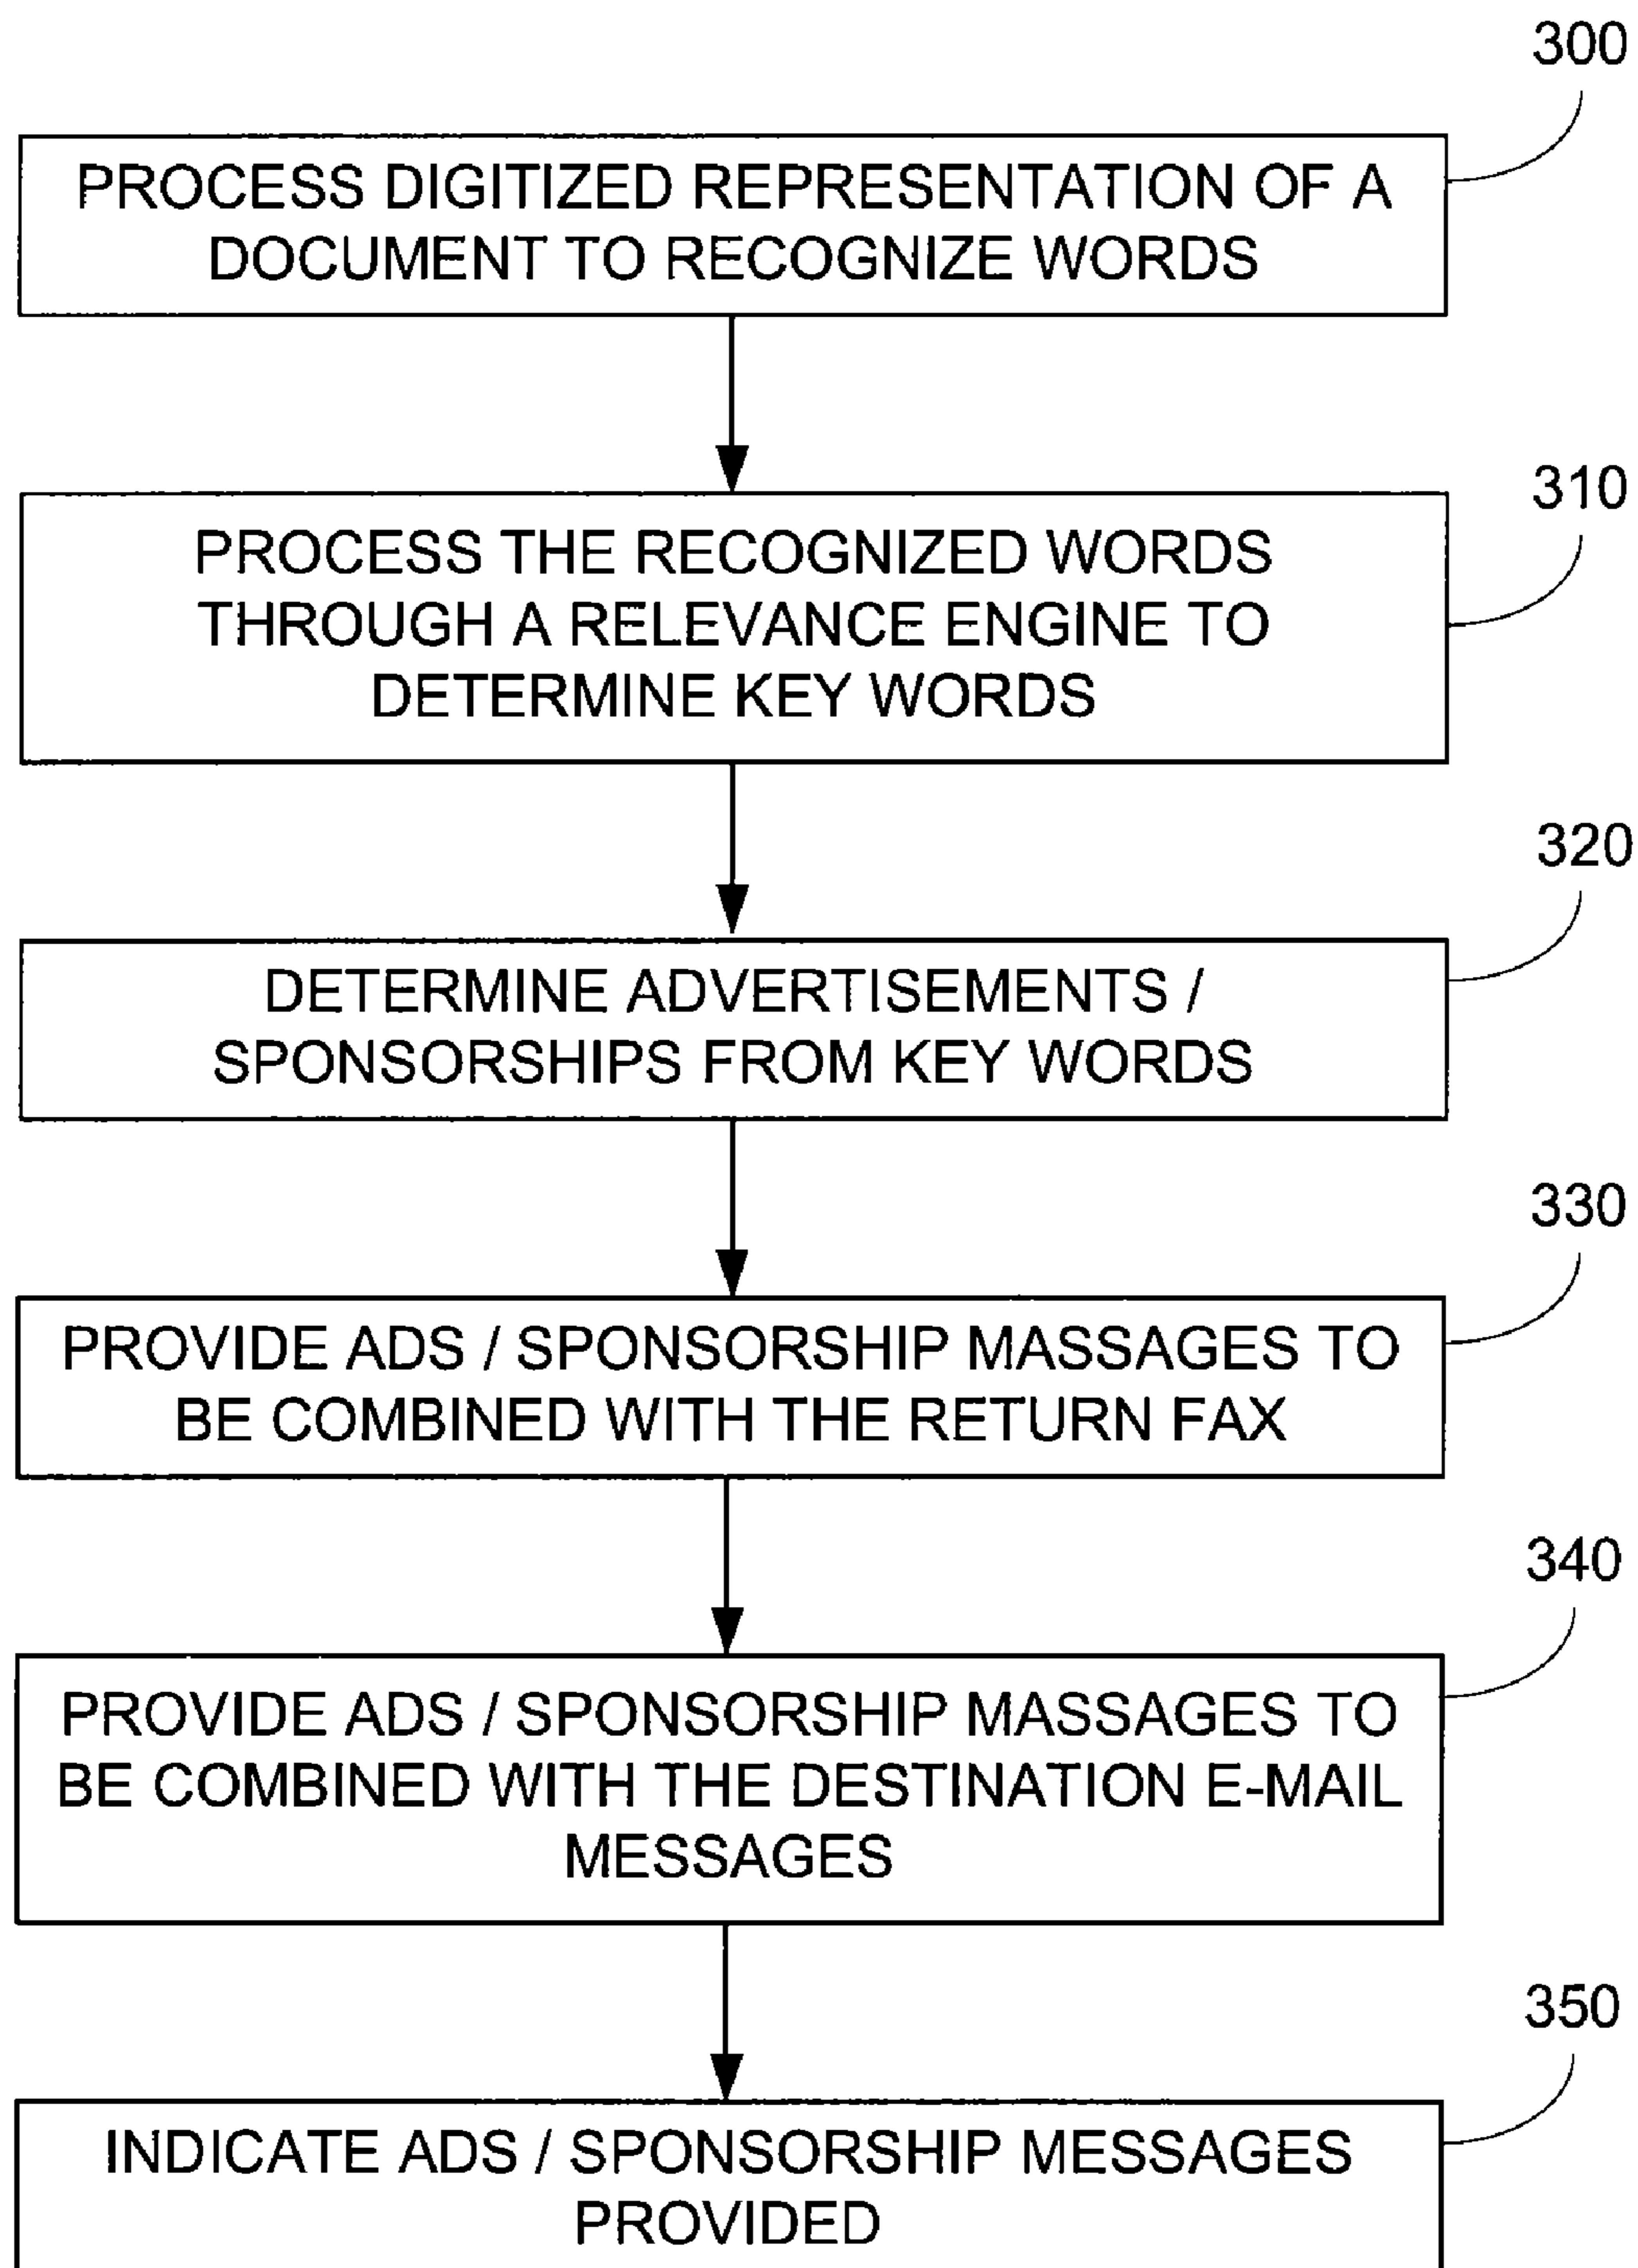 300
PROCESS DIGITIZED REPRESENTATION OF A
DOCUMENT TO RECOGNIZE WORDS
310
PROCESS THE RECOGNIZED WORDS
THROUGH A RELEVANCE ENGINE TO
DETERMINE KEY WORDS
320
DETERMINE ADVERTISEMENTS /
SPONSORSHIPS FROM KEY WORDS
330
PROVIDE ADS / SPONSORSHIP MASSAGES TO
BE COMBINED WITH THE RETURN FAX
340
PROVIDE ADS / SPONSORSHIP MASSAGES TO
BE COMBINED WITH THE DESTINATION E-MAIL
MESSAGES
350
INDICATE ADS / SPONSORSHIP MESSAGES
PROVIDED